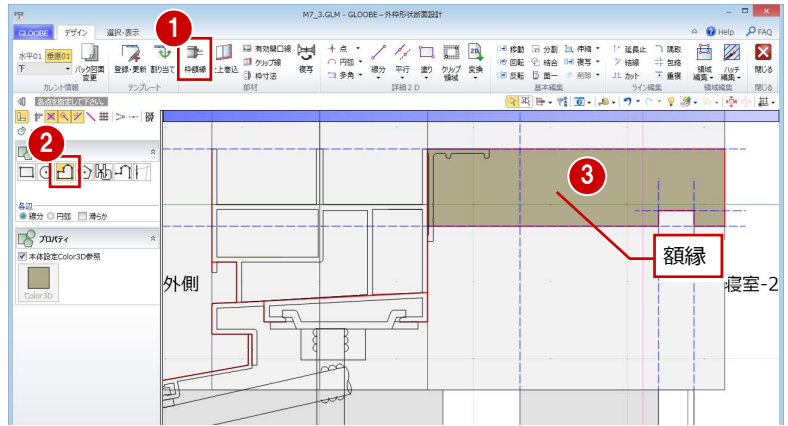 M7_3.GLM - GLOOBE - 外枠形状断面設計
GLOOBE デザイン 選択・表示 Help FAQ
水平01 垂直01
下
バック図面変更
カレント情報
登録・更新 割り当て
テンプレート
枠額縁 上巻込
有効開口線
クリップ線
枠寸法
複写
部材
点
円弧
多角
線分 平行 塗り クリップ領域 変換
詳細2D
移動 分割 伸縮
回転 結合 複写
反転 面一 削除
基本編集
延長止 隅取
結線 包絡
カット 重複
ライン編集
領域編集 ハッチ編集
領域編集
閉じる
閉じる
各点を指定して下さい。
1
2
3
各辺
線分 円弧 滑らか
プロパティ
本体設定Color3D参照
Color3D
外側
額縁
寝室-2